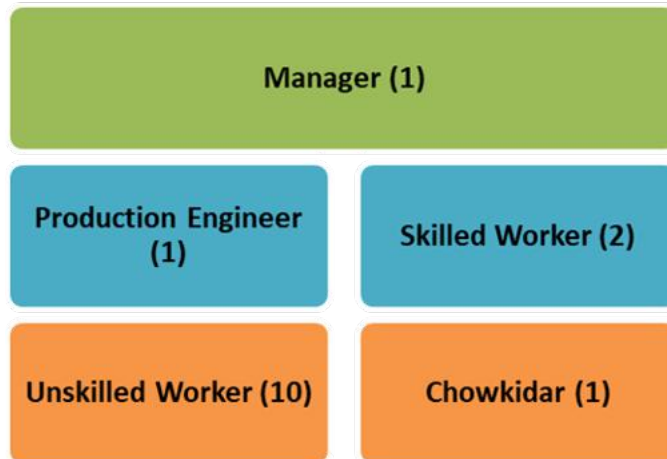 Manager (1)
Production Engineer
(1)
Skilled Worker (2)
Unskilled Worker (10)
Chowkidar (1)